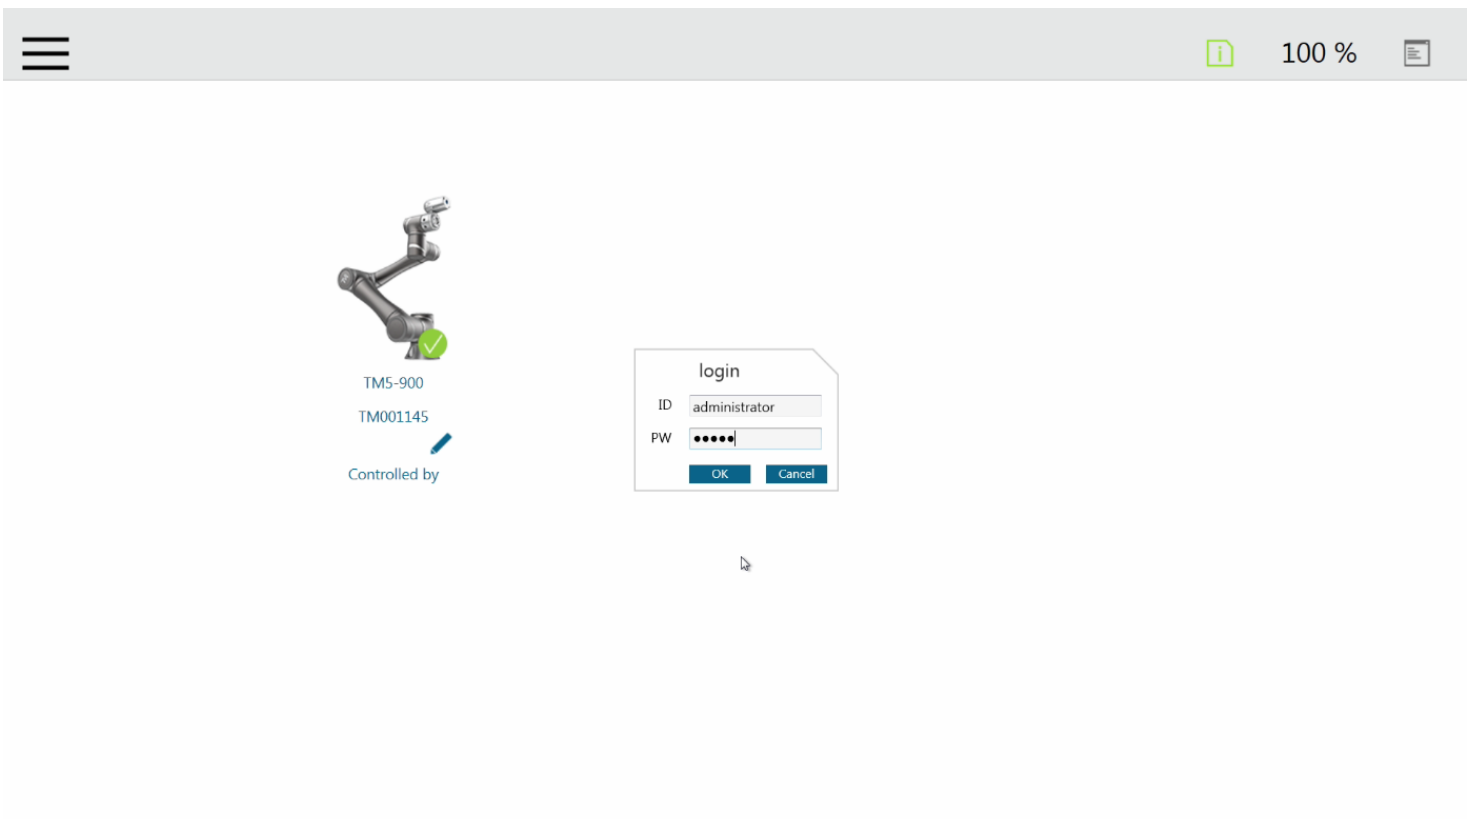 100 %
login
ID administrator
PW ●●●●●
OK Cancel
TM5-900
TM001145
Controlled by